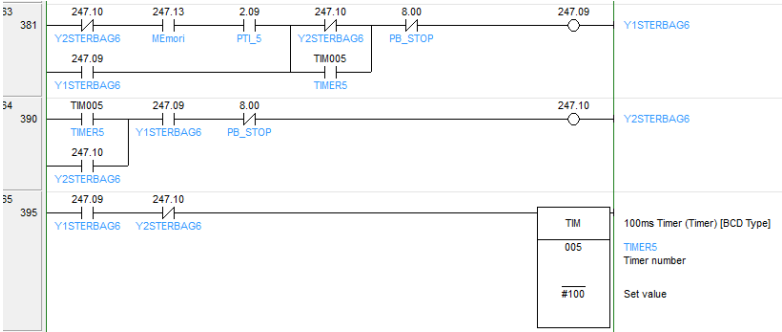 63
381
247.10 247.13 2.09 247.10 8.00 247.09
Y2STERBAG6 MEmori PTI_5 Y2STERBAG6 PB_STOP Y1STERBAG6
247.09 TIM005
Y1STERBAG6 TIMER5
64
390
TIM005 247.09 8.00 247.10
TIMER5 Y1STERBAG6 PB_STOP Y2STERBAG6
247.10
Y2STERBAG6
65
395
247.09 247.10
Y1STERBAG6 Y2STERBAG6
TIM 100ms Timer (Timer) [BCD Type]
005 TIMER5
Timer number
#100 Set value